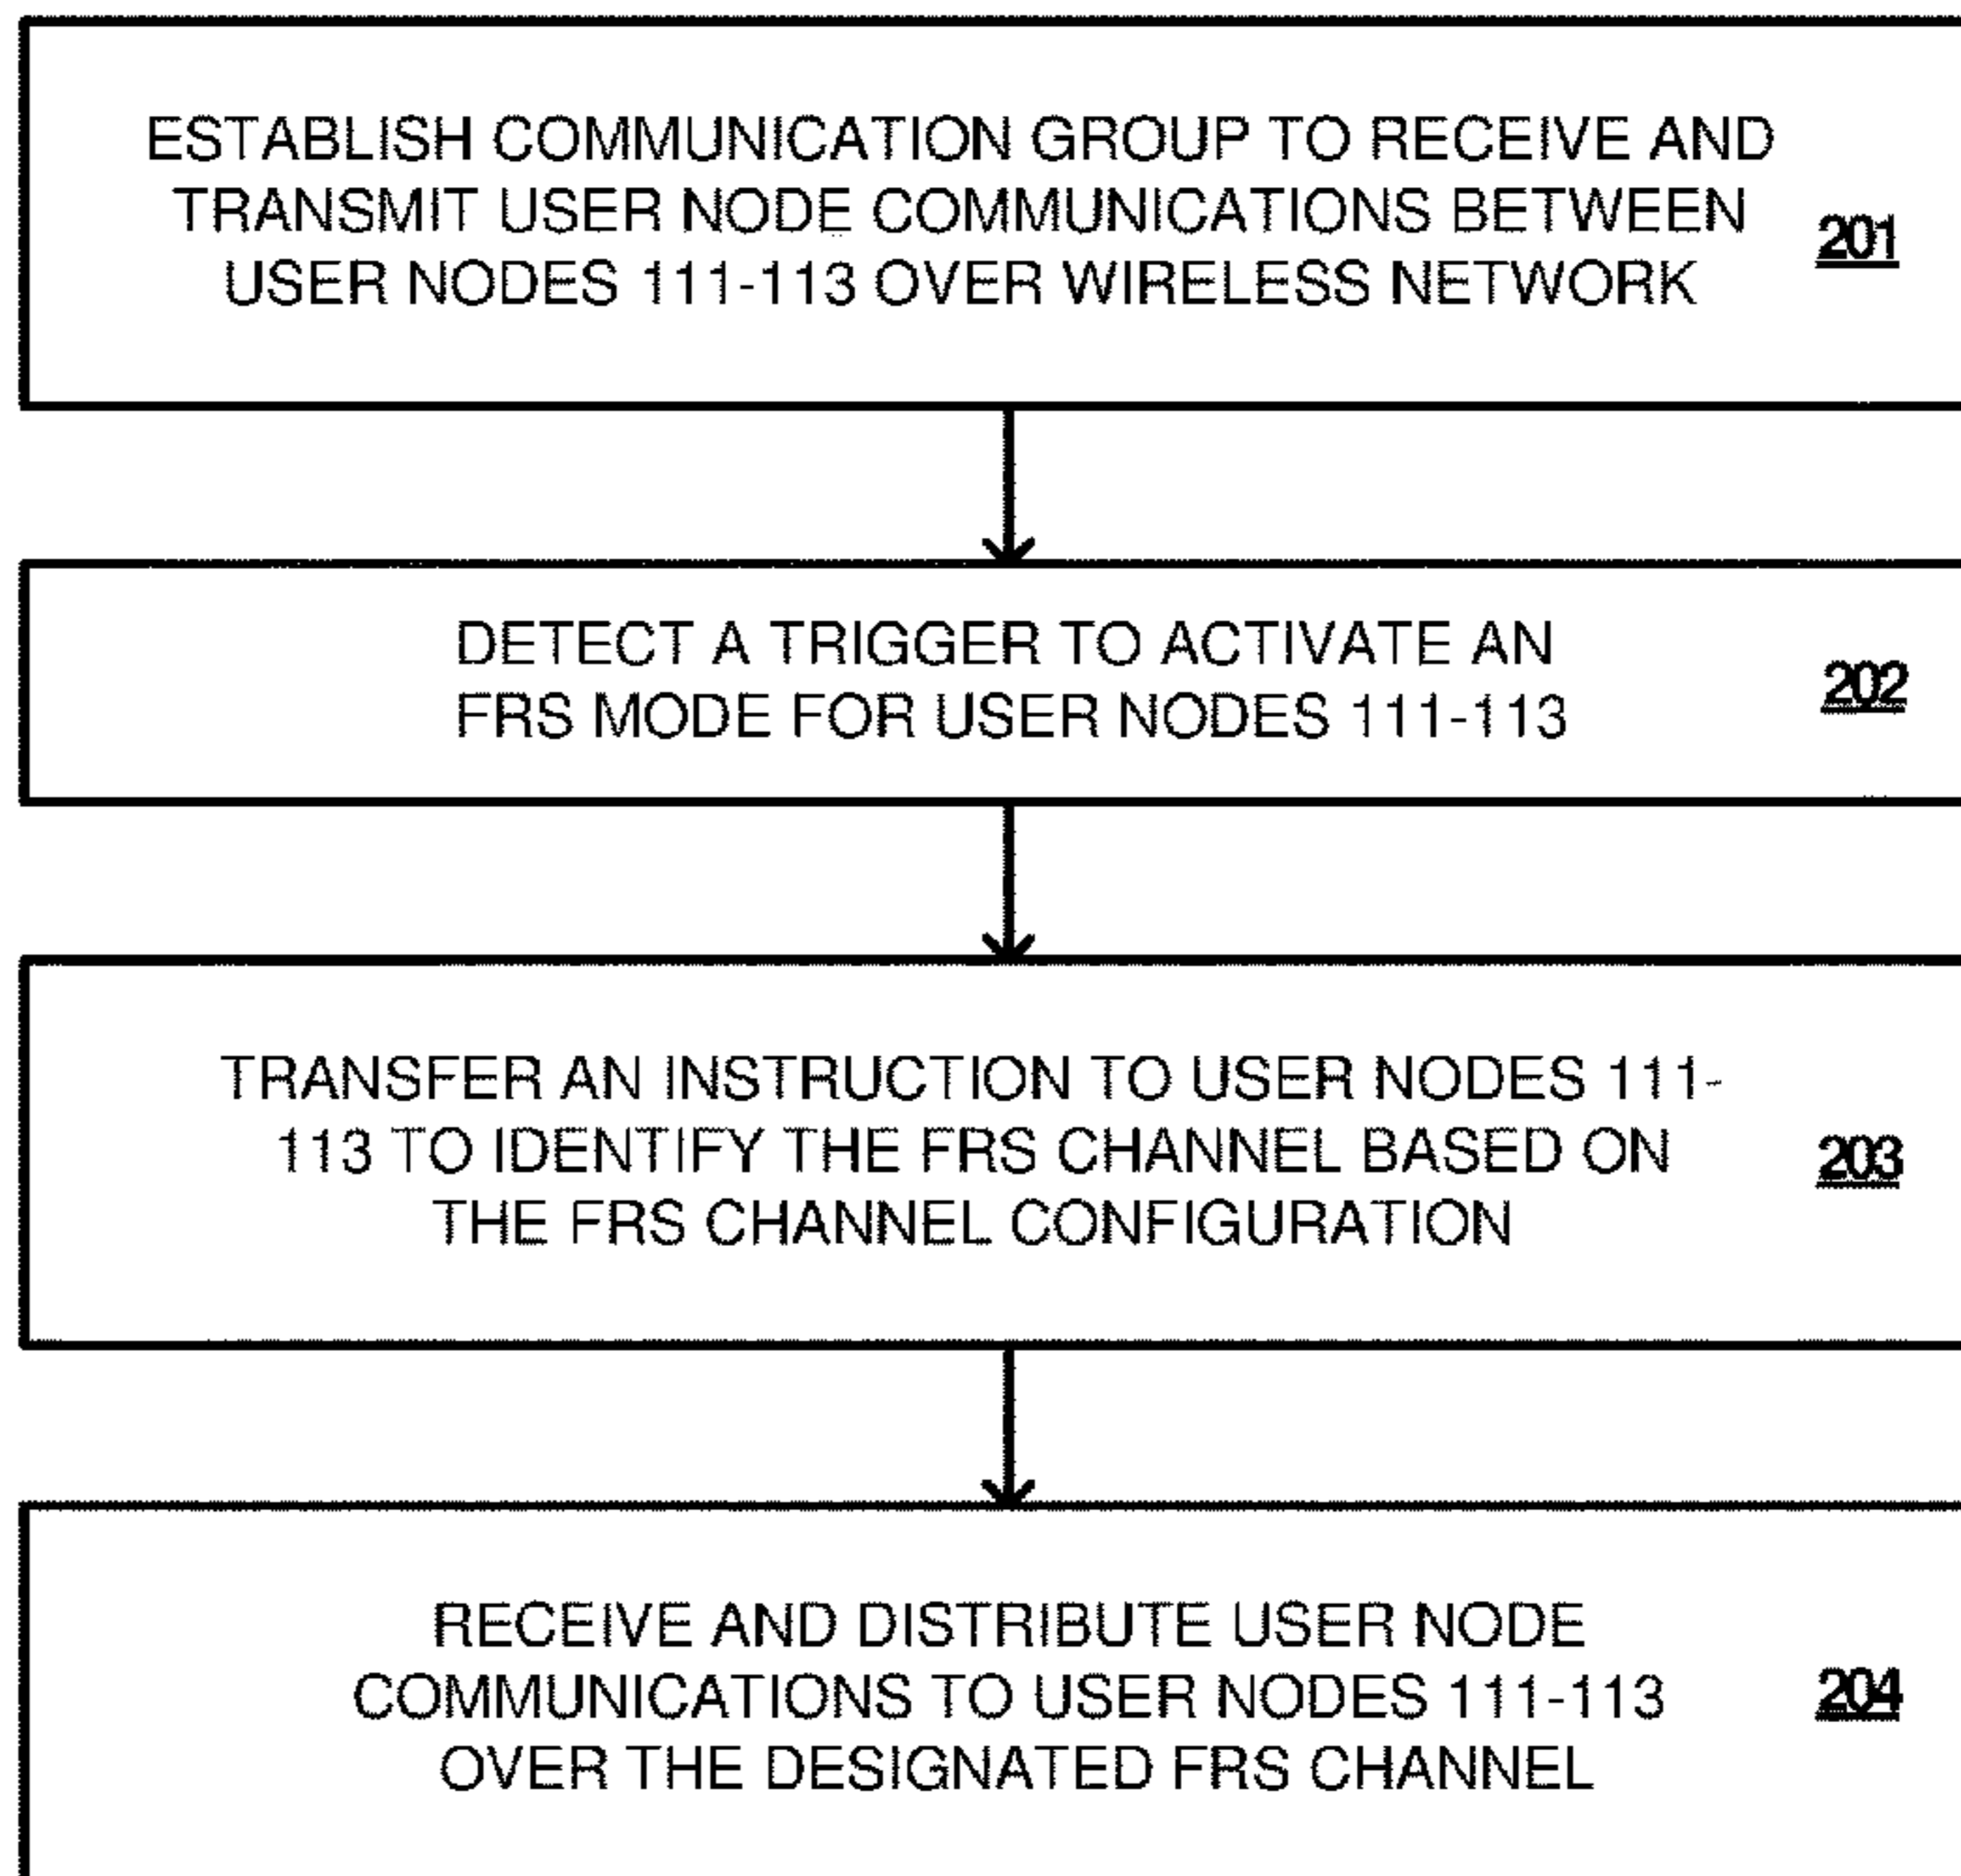 ESTABLISH COMMUNICATION GROUP TO RECEIVE AND
TRANSMIT USER NODE COMMUNICATIONS BETWEEN
USER NODES 111-113 OVER WIRELESS NETWORK
201
DETECT A TRIGGER TO ACTIVATE AN
FRS MODE FOR USER NODES 111-113
202
TRANSFER AN INSTRUCTION TO USER NODES 111-
113 TO IDENTIFY THE FRS CHANNEL BASED ON
THE FRS CHANNEL CONFIGURATION
203
RECEIVE AND DISTRIBUTE USER NODE
COMMUNICATIONS TO USER NODES 111-113
OVER THE DESIGNATED FRS CHANNEL
204